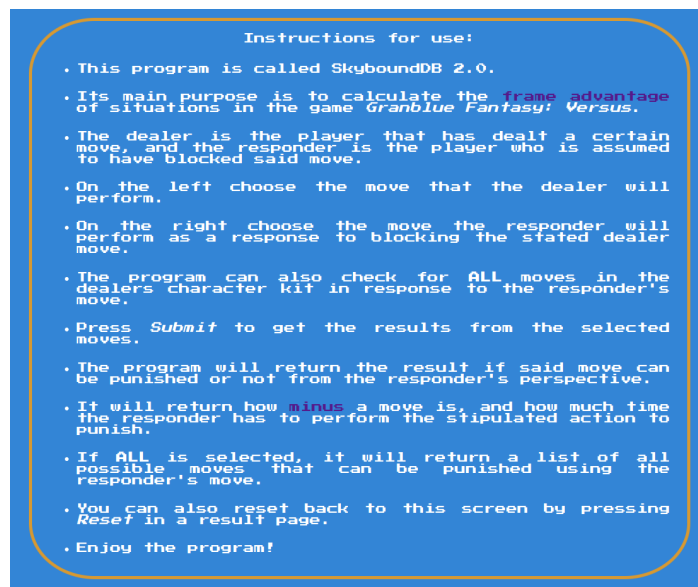 Instructions for use:
• This program is called SkyboundDB 2.0.
• Its main purpose is to calculate the frame advantage
of situations in the game Granblue Fantasy: Versus.
• The dealer is the player that has dealt a certain
move, and the responder is the player who is assumed
to have blocked said move.
• On the left choose the move that the dealer will
perform.
• On the right choose the move the responder will
perform as a response to blocking the stated dealer
move.
• The program can also check for ALL moves in the
dealers character kit in response to the responder's
move.
• Press Submit to get the results from the selected
moves.
• The program will return the result if said move can
be punished or not from the responder's perspective.
• It will return how minus a move is, and how much time
the responder has to perform the stipulated action to
punish.
• If ALL is selected, it will return a list of all
possible moves that can be punished using the
responder's move.
• You can also reset back to this screen by pressing
Reset in a result page.
• Enjoy the program!